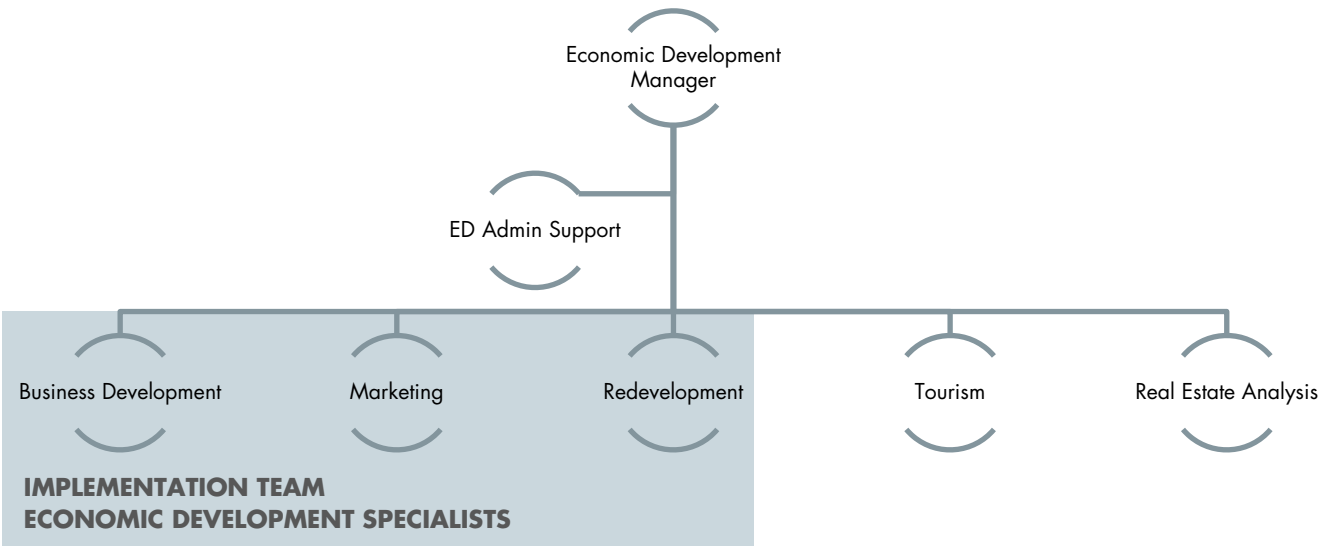 Economic Development
Manager
ED Admin Support
Business Development
Marketing
Redevelopment
Tourism
Real Estate Analysis
IMPLEMENTATION TEAM
ECONOMIC DEVELOPMENT SPECIALISTS